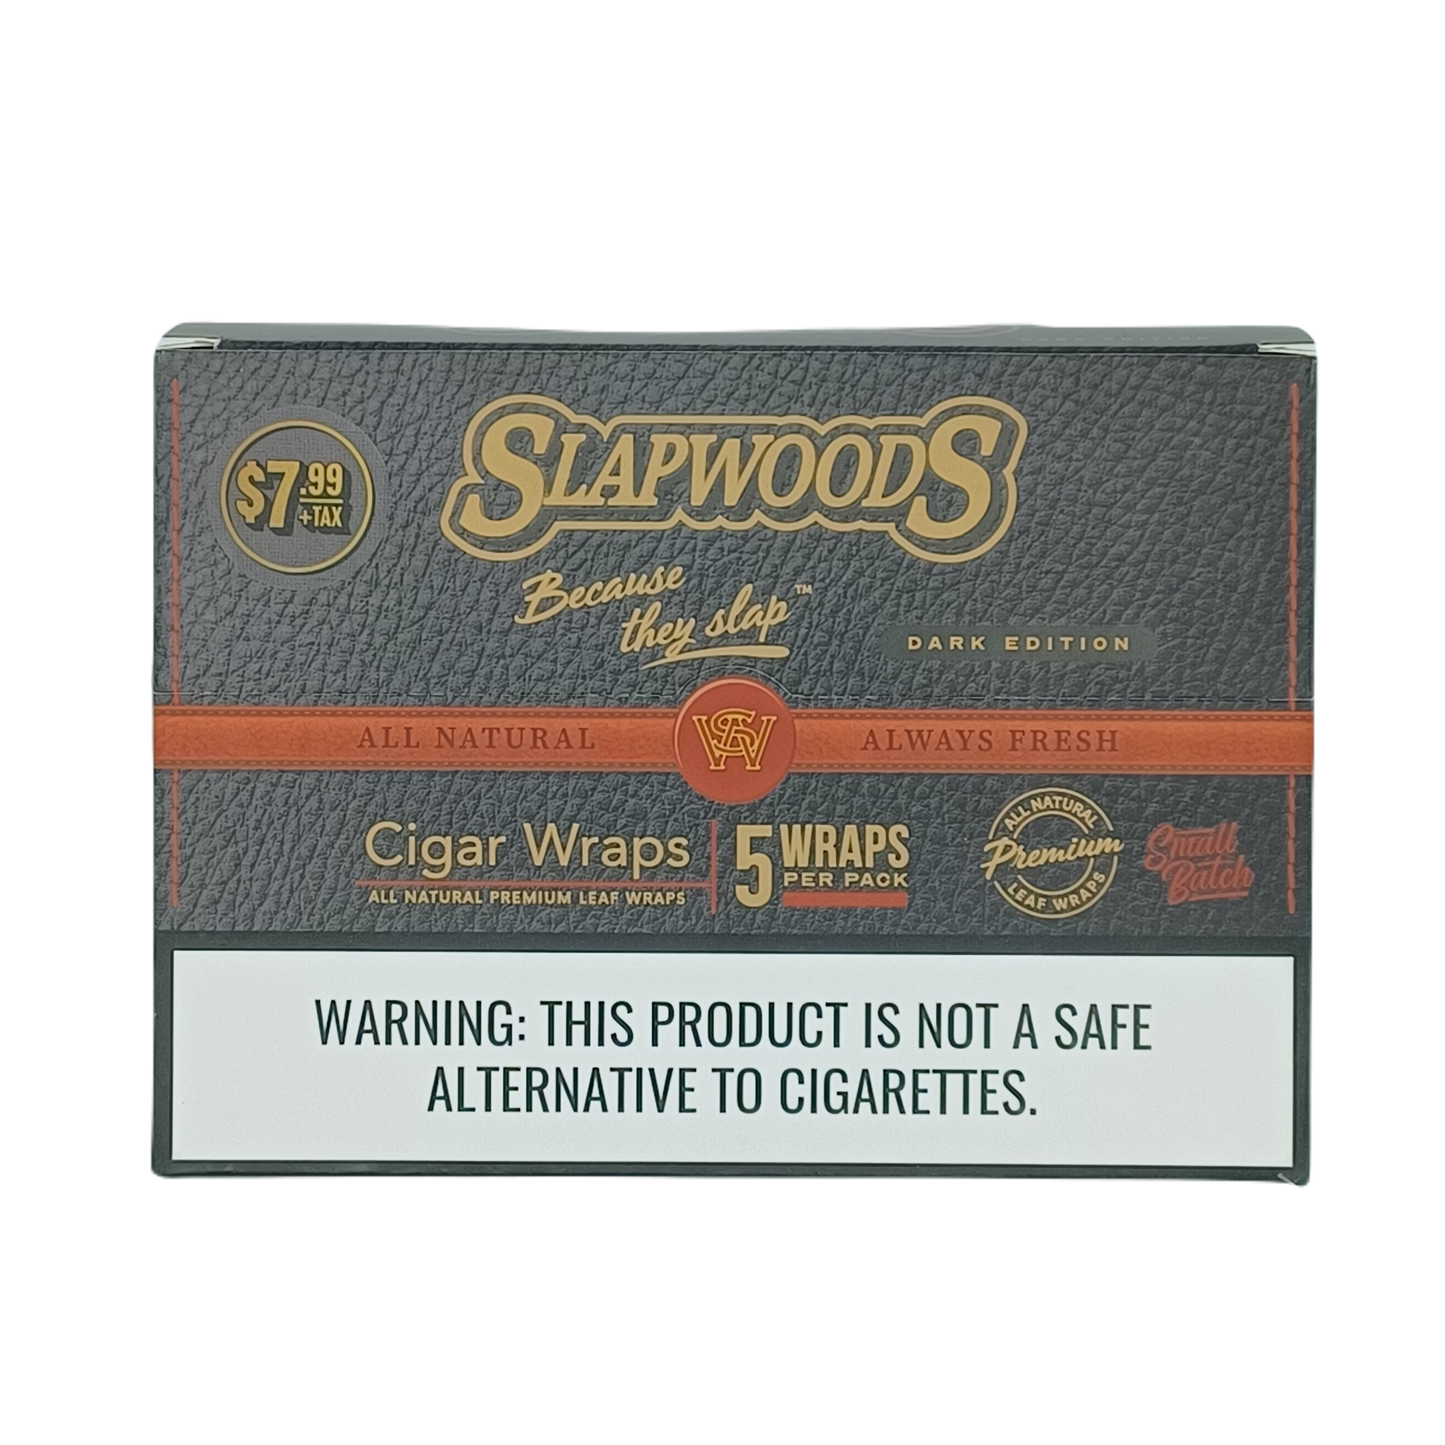 $7.99
+TAX
SLAPWOODS
Because
they slap™
DARK EDITION
ALL NATURAL
SW
ALWAYS FRESH
Cigar Wraps
ALL NATURAL PREMIUM LEAF WRAPS
5 WRAPS
PER PACK
ALL NATURAL
Premium
LEAF WRAPS
Small
Batch
WARNING: THIS PRODUCT IS NOT A SAFE
ALTERNATIVE TO CIGARETTES.